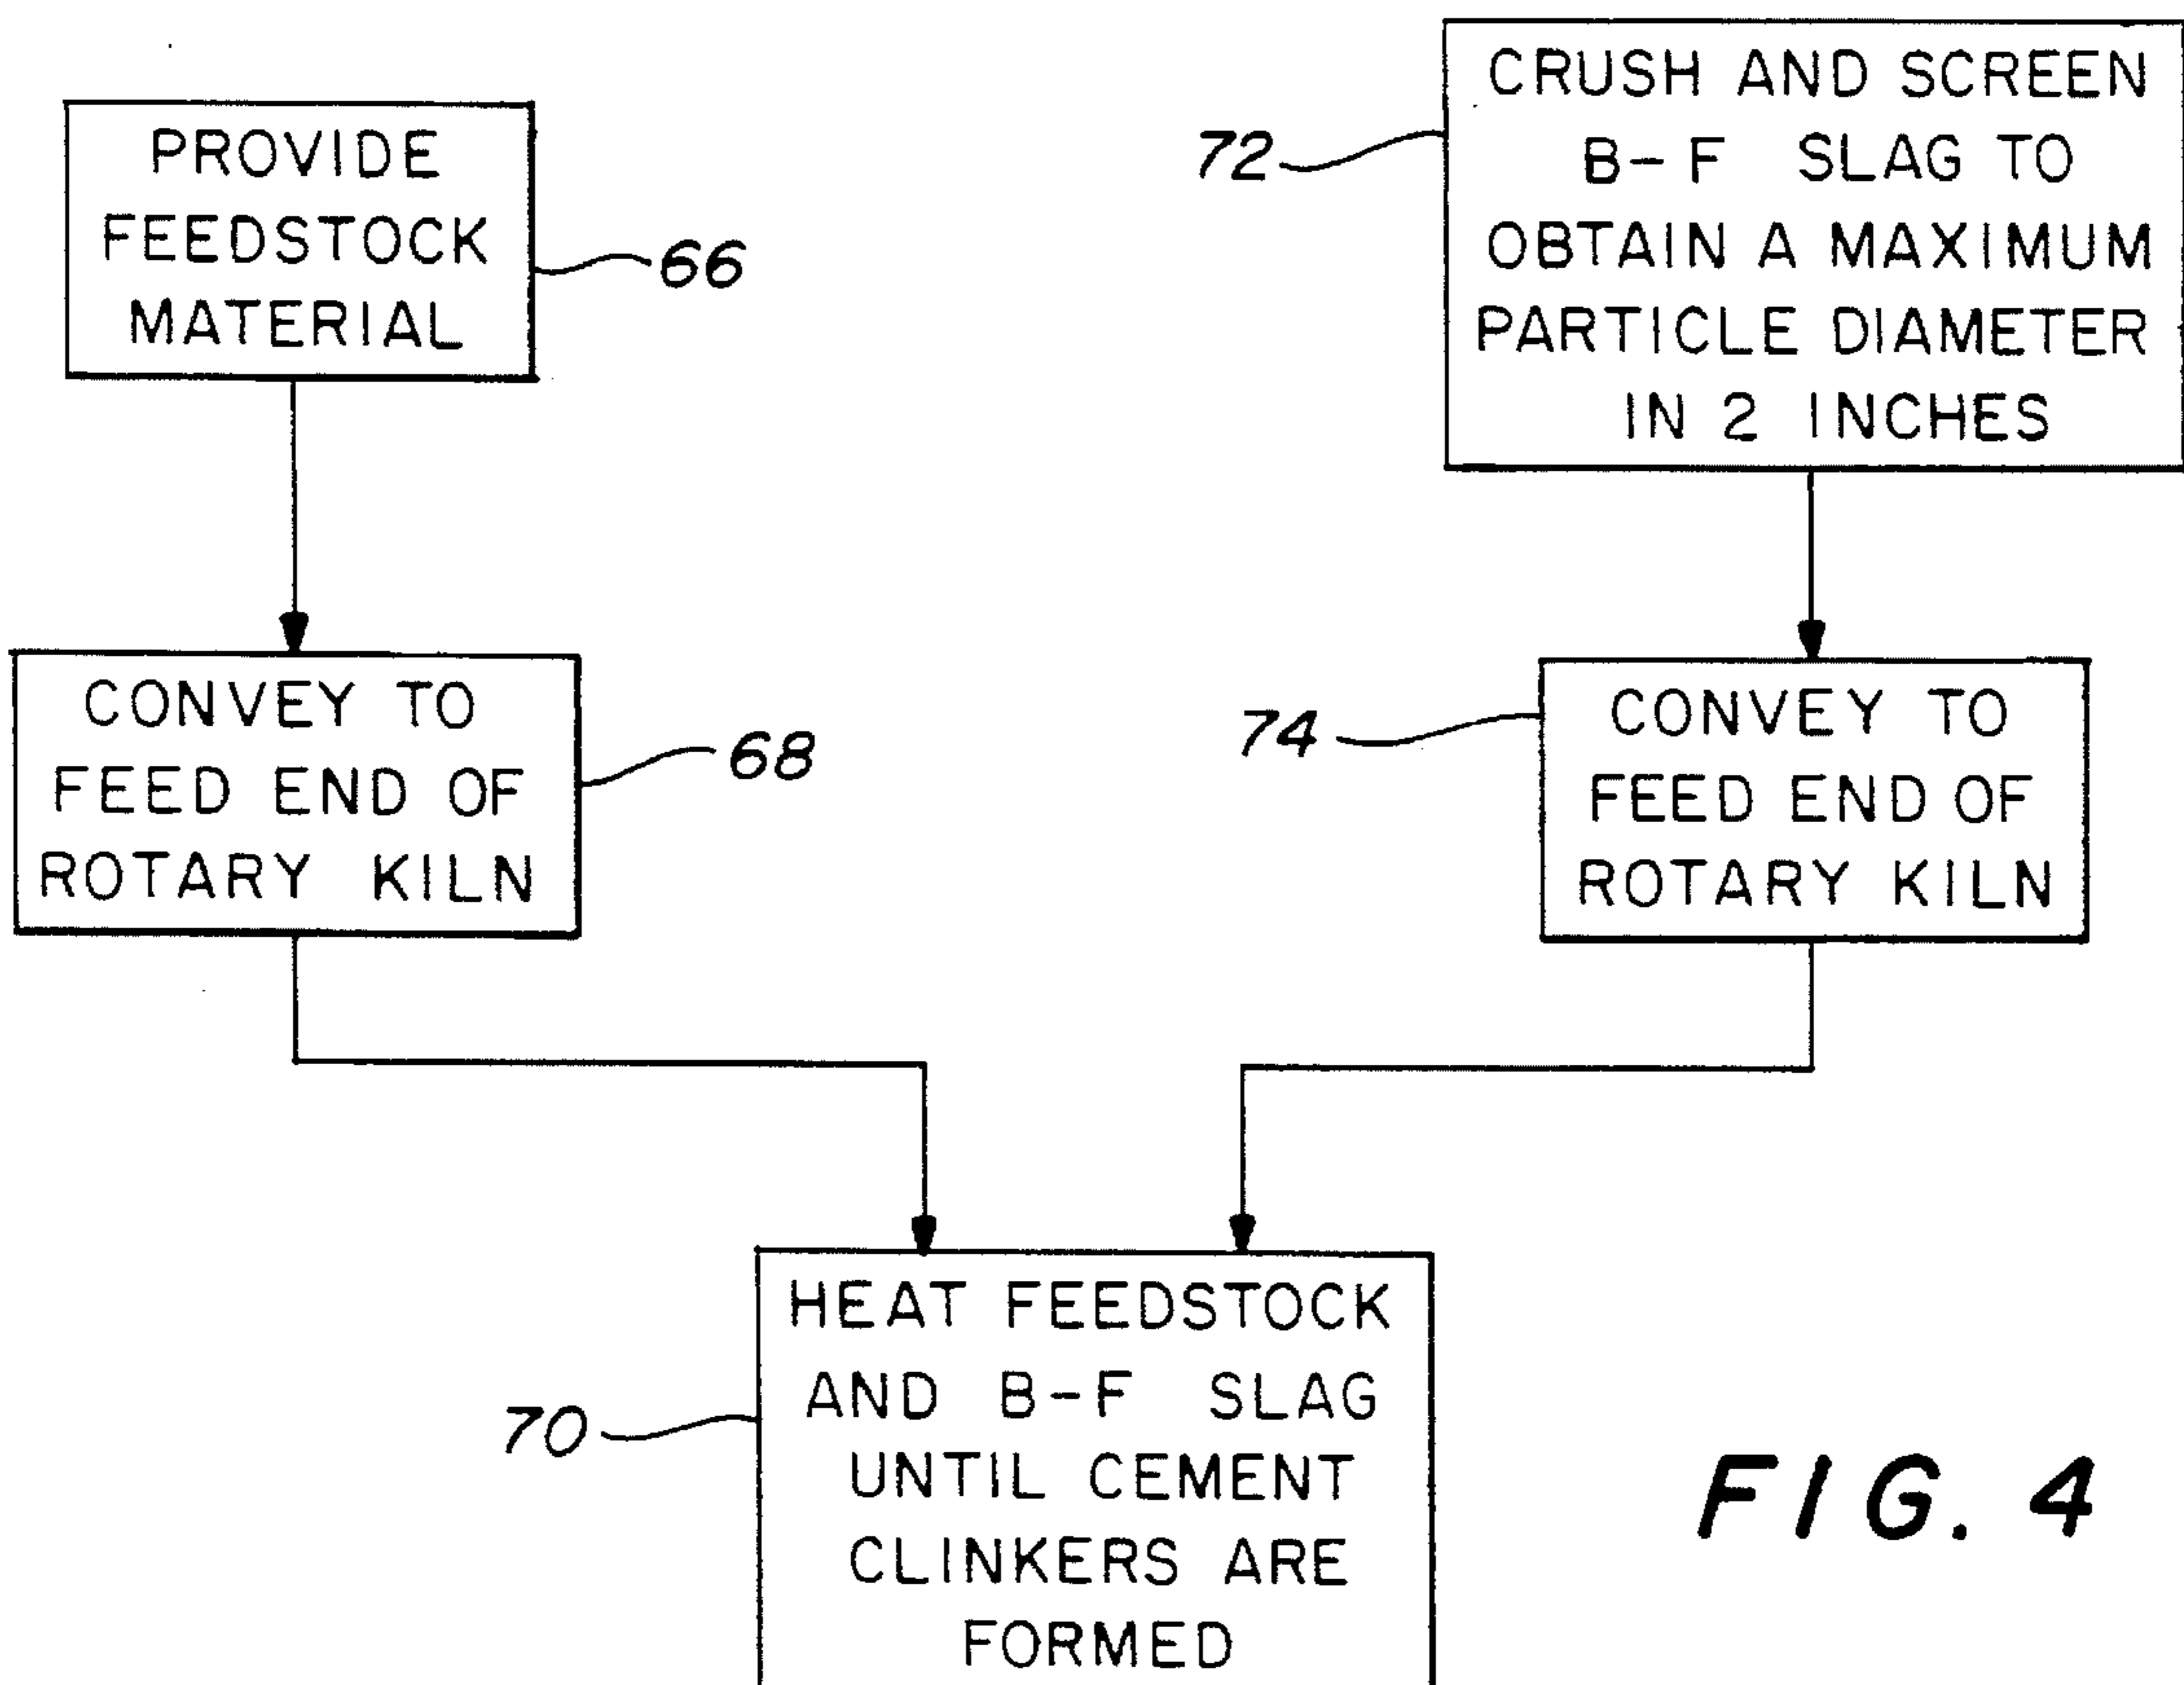 PROVIDE
FEEDSTOCK
MATERIAL
66
CONVEY TO
FEED END OF
ROTARY KILN
68
72
CRUSH AND SCREEN
B-F SLAG TO
OBTAIN A MAXIMUM
PARTICLE DIAMETER
IN 2 INCHES
74
CONVEY TO
FEED END OF
ROTARY KILN
70
HEAT FEEDSTOCK
AND B-F SLAG
UNTIL CEMENT
CLINKERS ARE
FORMED
FIG. 4